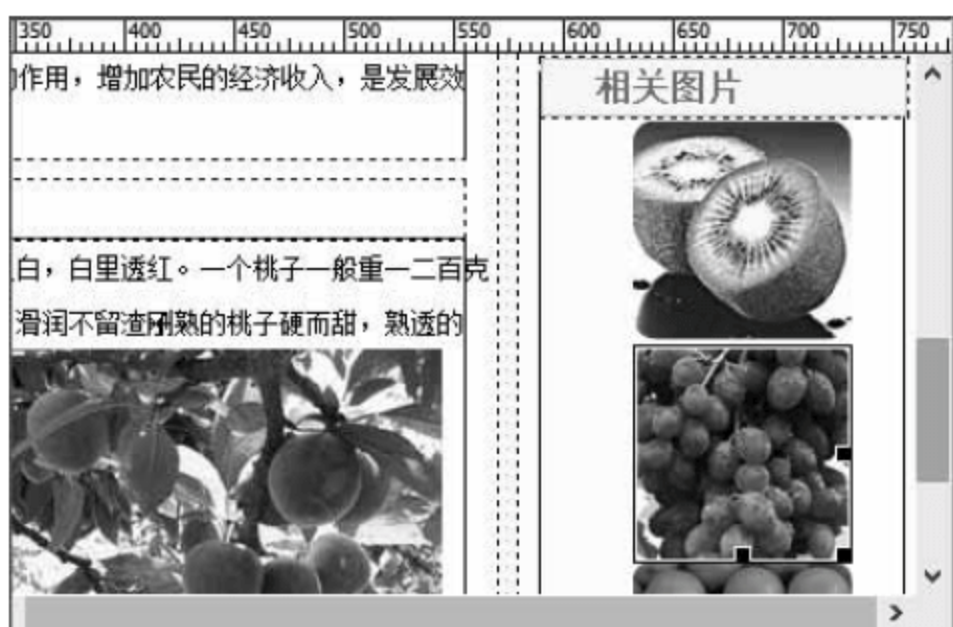 350 400 450 500 550 600 650 700 750
作用，增加农民的经济收入，是发展效
相关图片
白，白里透红。一个桃子一般重一二百克
滑润不留渣刚熟的桃子硬而甜，熟透的